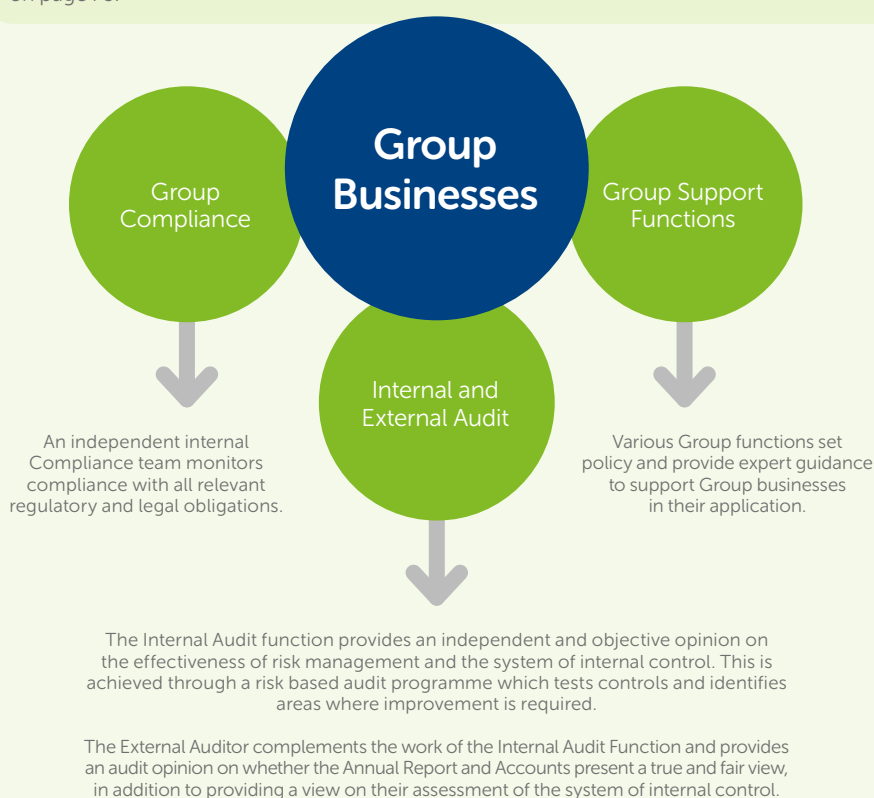 Group
Businesses
Group
Compliance
Group Support
Functions
Internal and
External Audit
An independent internal
Compliance team monitors
compliance with all relevant
regulatory and legal obligations.
Various Group functions set
policy and provide expert guidance
to support Group businesses
in their application.
The Internal Audit function provides an independent and objective opinion on
the effectiveness of risk management and the system of internal control. This is
achieved through a risk based audit programme which tests controls and identifies
areas where improvement is required.
The External Auditor complements the work of the Internal Audit Function and provides
an audit opinion on whether the Annual Report and Accounts present a true and fair view,
in addition to providing a view on their assessment of the system of internal control.